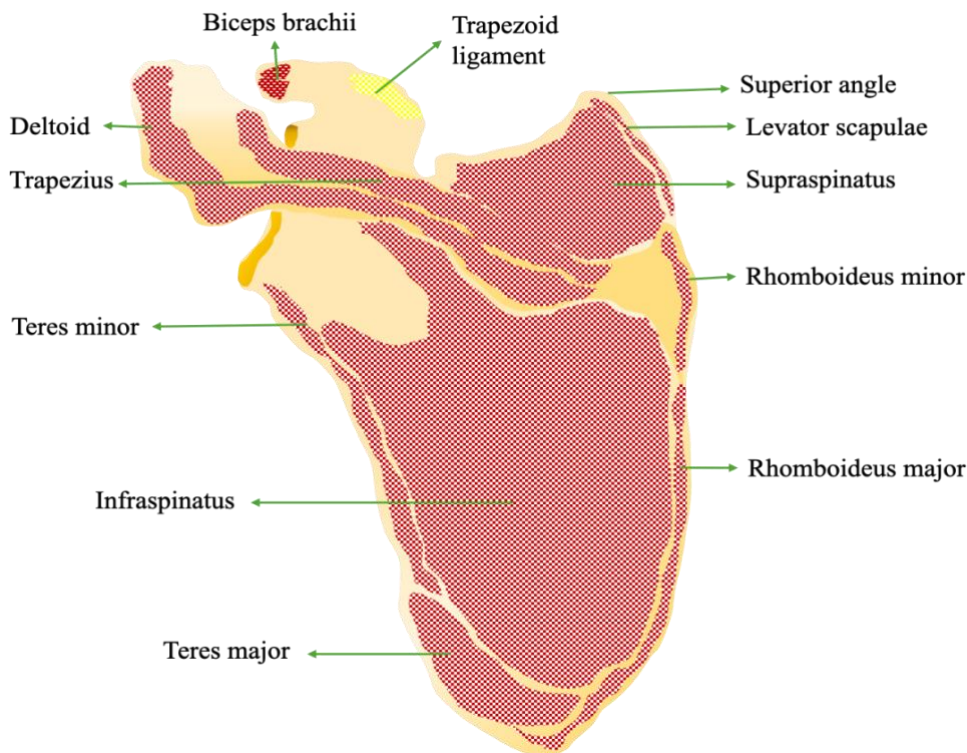 Biceps brachii
Trapezoid
ligament
Superior angle
Deltoid
Levator scapulae
Trapezius
Supraspinatus
Rhomboideus minor
Teres minor
Rhomboideus major
Infraspinatus
Teres major